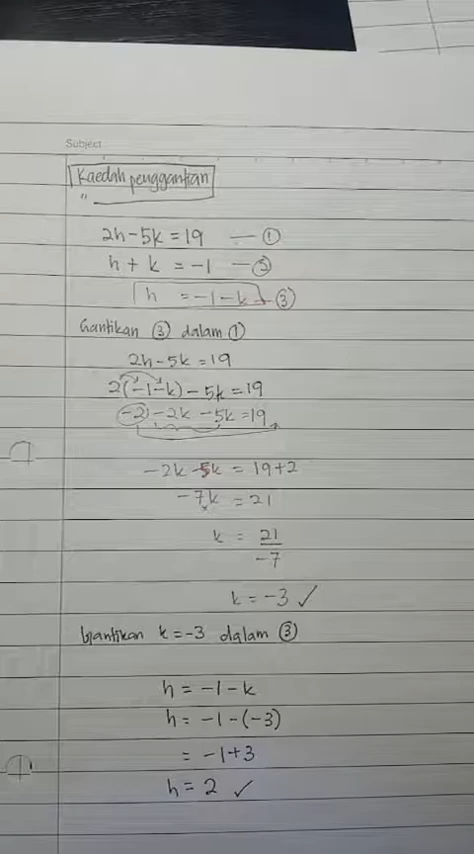 Subject
Kaedah penggantian
"
2h - 5k = 19 — ①
h + k = -1 — ②
h = -1 - k — ③
Gantikan ③ dalam ①
2h - 5k = 19
2(-1 - k) - 5k = 19
-2 - 2k - 5k = 19
-2k - 5k = 19 + 2
-7k = 21
k = 21/-7
k = -3 ✓
Gantikan k = -3 dalam ③
h = -1 - k
h = -1 - (-3)
= -1 + 3
h = 2 ✓